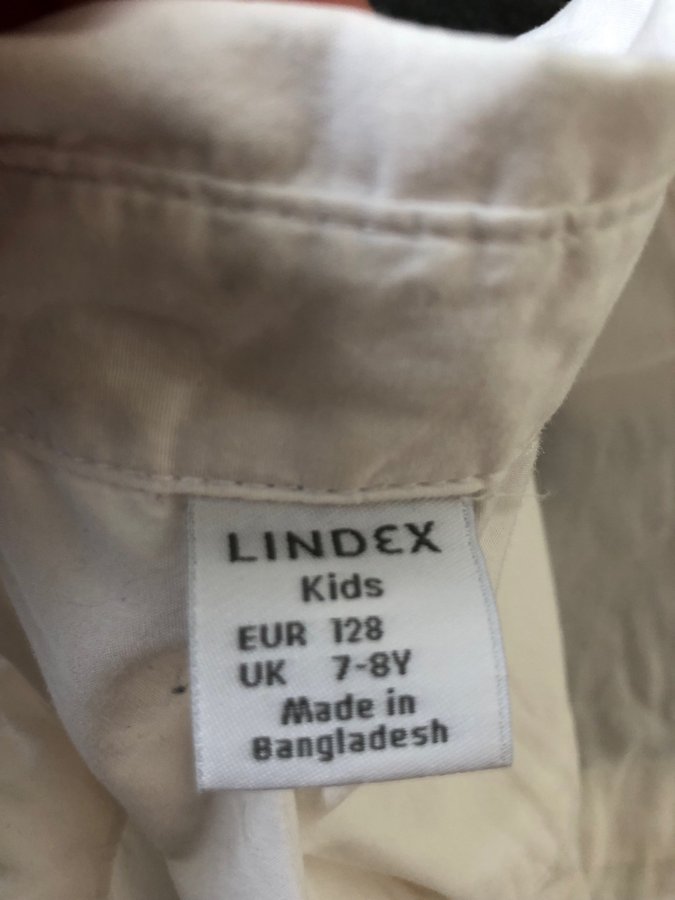 LINDEX
Kids
EUR 128
UK 7-8Y
Made in
Bangladesh